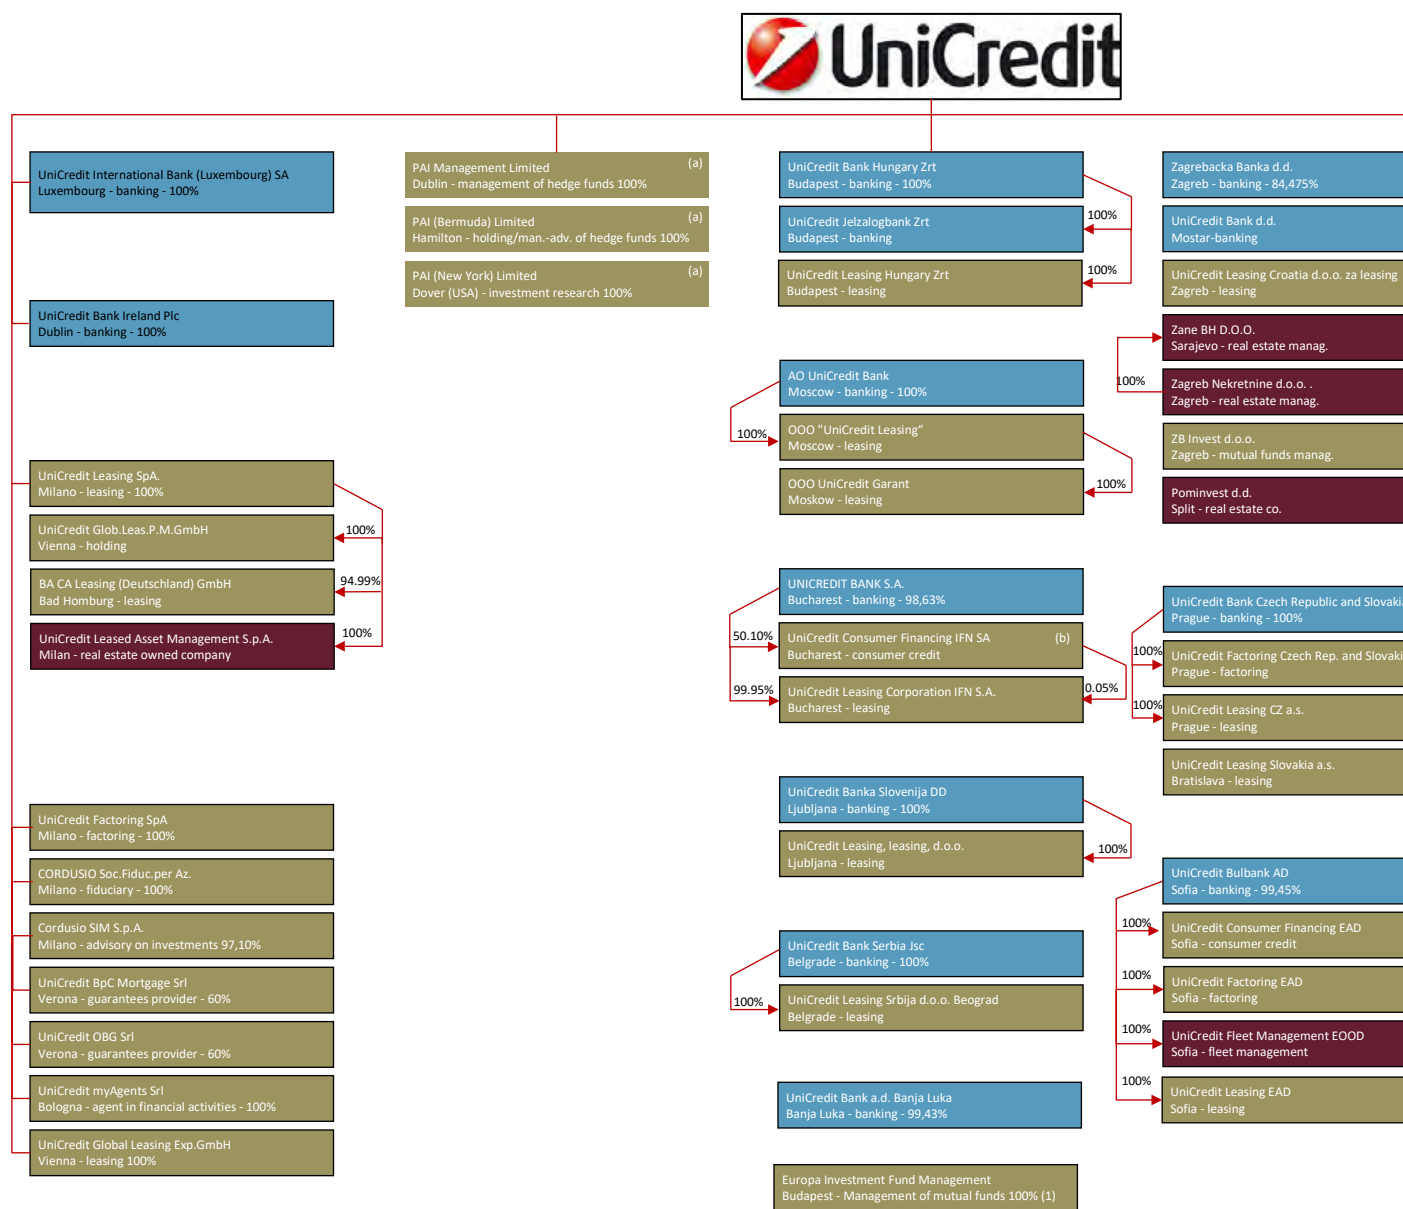 UniCredit
UniCredit International Bank (Luxembourg) SA
Luxembourg - banking - 100%
UniCredit Bank Ireland Plc
Dublin - banking - 100%
UniCredit Leasing SpA.
Milano - leasing - 100%
UniCredit Glob.Leas.P.M.GmbH
Vienna - holding
100%
BA CA Leasing (Deutschland) GmbH
Bad Homburg - leasing
94.99%
UniCredit Leased Asset Management S.p.A.
Milan - real estate owned company
100%
UniCredit Factoring SpA
Milano - factoring - 100%
CORDUSIO Soc.Fiduc.per Az.
Milano - fiduciary - 100%
Cordusio SIM S.p.A.
Milano - advisory on investments 97,10%
UniCredit BpC Mortgage Srl
Verona - guarantees provider - 60%
UniCredit OBG Srl
Verona - guarantees provider - 60%
UniCredit myAgents Srl
Bologna - agent in financial activities - 100%
UniCredit Global Leasing Exp.GmbH
Vienna - leasing 100%
PAI Management Limited (a)
Dublin - management of hedge funds 100%
PAI (Bermuda) Limited (a)
Hamilton - holding/man.-adv. of hedge funds 100%
PAI (New York) Limited (a)
Dover (USA) - investment research 100%
UniCredit Bank Hungary Zrt
Budapest - banking - 100%
UniCredit Jelzalogbank Zrt
Budapest - banking
100%
UniCredit Leasing Hungary Zrt
Budapest - leasing
100%
AO UniCredit Bank
Moscow - banking - 100%
100%
OOO "UniCredit Leasing“
Moscow - leasing
OOO UniCredit Garant
Moskow - leasing
100%
UNICREDIT BANK S.A.
Bucharest - banking - 98,63%
50.10%
UniCredit Consumer Financing IFN SA (b)
Bucharest - consumer credit
99.95%
UniCredit Leasing Corporation IFN S.A.
Bucharest - leasing
0.05%
UniCredit Banka Slovenija DD
Ljubljana - banking - 100%
UniCredit Leasing, leasing, d.o.o.
Ljubljana - leasing
100%
UniCredit Bank Serbia Jsc
Belgrade - banking - 100%
100%
UniCredit Leasing Srbija d.o.o. Beograd
Belgrade - leasing
UniCredit Bank a.d. Banja Luka
Banja Luka - banking - 99,43%
Europa Investment Fund Management
Budapest - Management of mutual funds 100% (1)
Zagrebacka Banka d.d.
Zagreb - banking - 84,475%
UniCredit Bank d.d.
Mostar-banking
UniCredit Leasing Croatia d.o.o. za leasing
Zagreb - leasing
Zane BH D.O.O.
Sarajevo - real estate manag.
100%
Zagreb Nekretnine d.o.o. .
Zagreb - real estate manag.
ZB Invest d.o.o.
Zagreb - mutual funds manag.
Pominvest d.d.
Split - real estate co.
UniCredit Bank Czech Republic and Slovakia
Prague - banking - 100%
100%
UniCredit Factoring Czech Rep. and Slovaki
Prague - factoring
100%
UniCredit Leasing CZ a.s.
Prague - leasing
UniCredit Leasing Slovakia a.s.
Bratislava - leasing
UniCredit Bulbank AD
Sofia - banking - 99,45%
100%
UniCredit Consumer Financing EAD
Sofia - consumer credit
100%
UniCredit Factoring EAD
Sofia - factoring
100%
UniCredit Fleet Management EOOD
Sofia - fleet management
100%
UniCredit Leasing EAD
Sofia - leasing